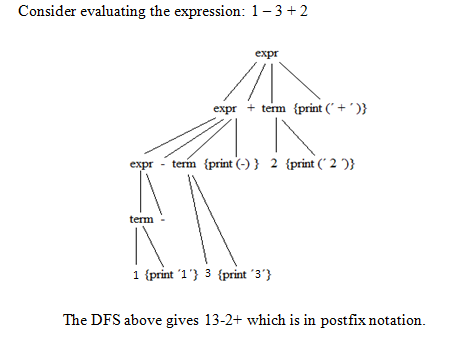 Consider evaluating the expression: 1 – 3 + 2
expr
expr + term {print (´ + ´ )}
expr - term {print (-) } 2 {print (´ 2 ´)}
term -
1 {print ´1´} 3 {print ´3´}
The DFS above gives 13-2+ which is in postfix notation.